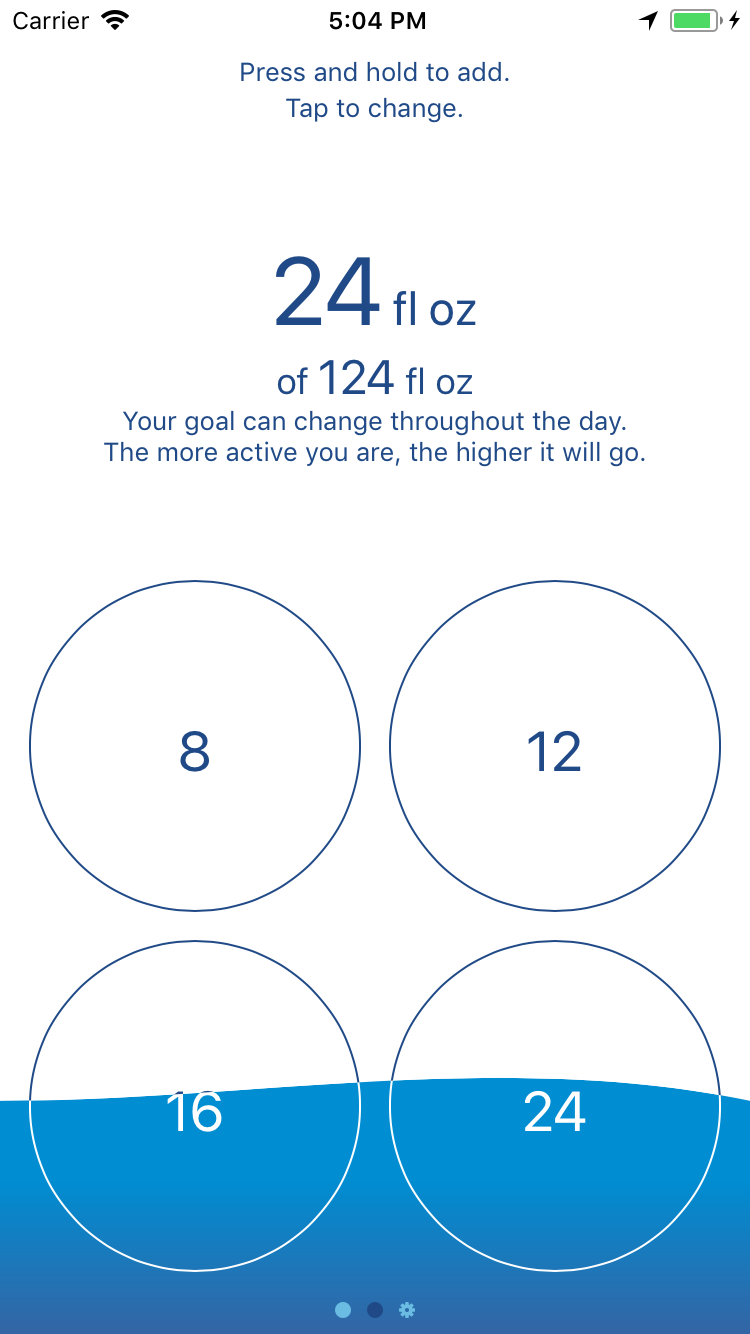 Carrier 5:04 PM
Press and hold to add.
Tap to change.
24 fl oz
of 124 fl oz
Your goal can change throughout the day.
The more active you are, the higher it will go.
8 12
16 24